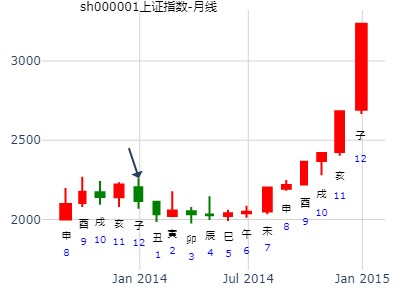 sh000001上证指数-月线
3000
2500
2000
申 酉 戌 亥 子 丑 寅 卯 辰 巳 午 未 申 酉 戌 亥 子
8 9 10 11 12 1 2 3 4 5 6 7 8 9 10 11 12
Jan 2014 Jul 2014 Jan 2015